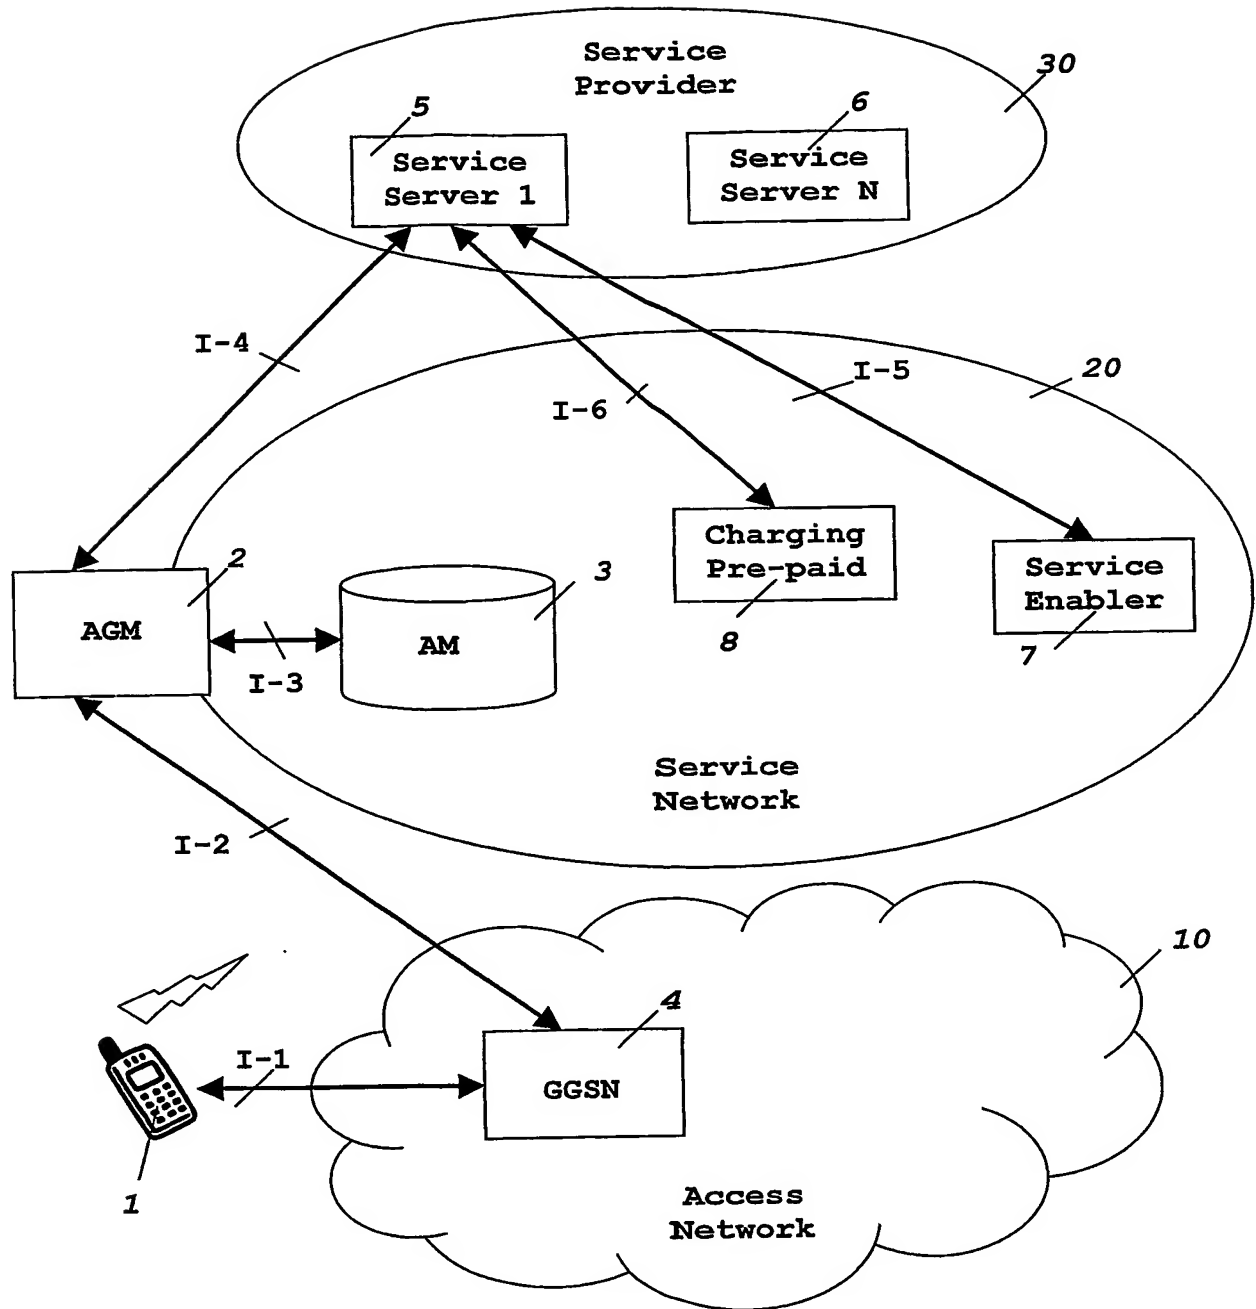 Service
Provider
30
5
6
Service
Server 1
Service
Server N
I-4
I-6
I-5
20
2
3
Charging
Pre-paid
8
Service
Enabler
7
AGM
I-3
AM
Service
Network
I-2
10
4
I-1
GGSN
1
Access
Network